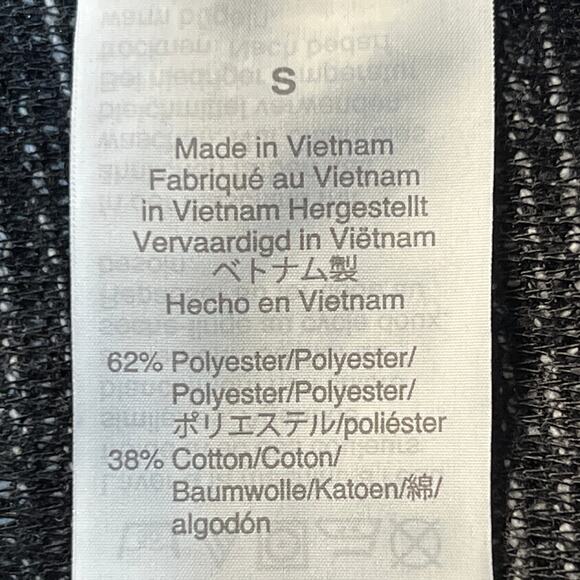 S
Made in Vietnam
Fabriqué au Vietnam
in Vietnam Hergestellt
Vervaardigd in Viëtnam
ベトナム製
Hecho en Vietnam
62% Polyester/Polyester/
Polyester/Polyester/
ポリエステル/poliéster
38% Cotton/Coton/
Baumwolle/Katoen/綿/
algodón